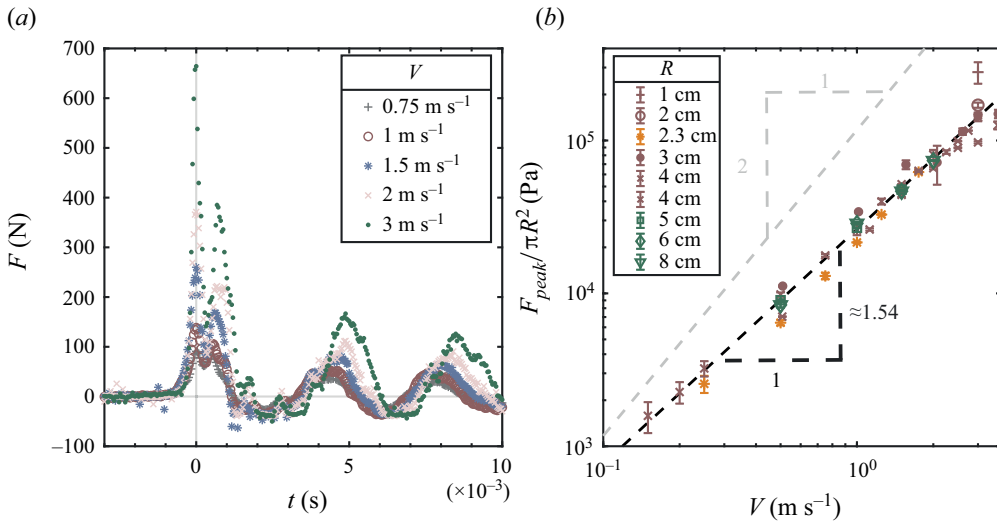 (a)
700
600
500
400
300
200
100
0
−100
F (N)
V
0.75 m s⁻¹
1 m s⁻¹
1.5 m s⁻¹
2 m s⁻¹
3 m s⁻¹
0
5
10
(×10⁻³)
t (s)
(b)
10⁵
10⁴
10³
F_peak/πR² (Pa)
R
1 cm
2 cm
2.3 cm
3 cm
4 cm
4 cm
5 cm
6 cm
8 cm
1
2
≈1.54
1
10⁻¹
10⁰
V (m s⁻¹)